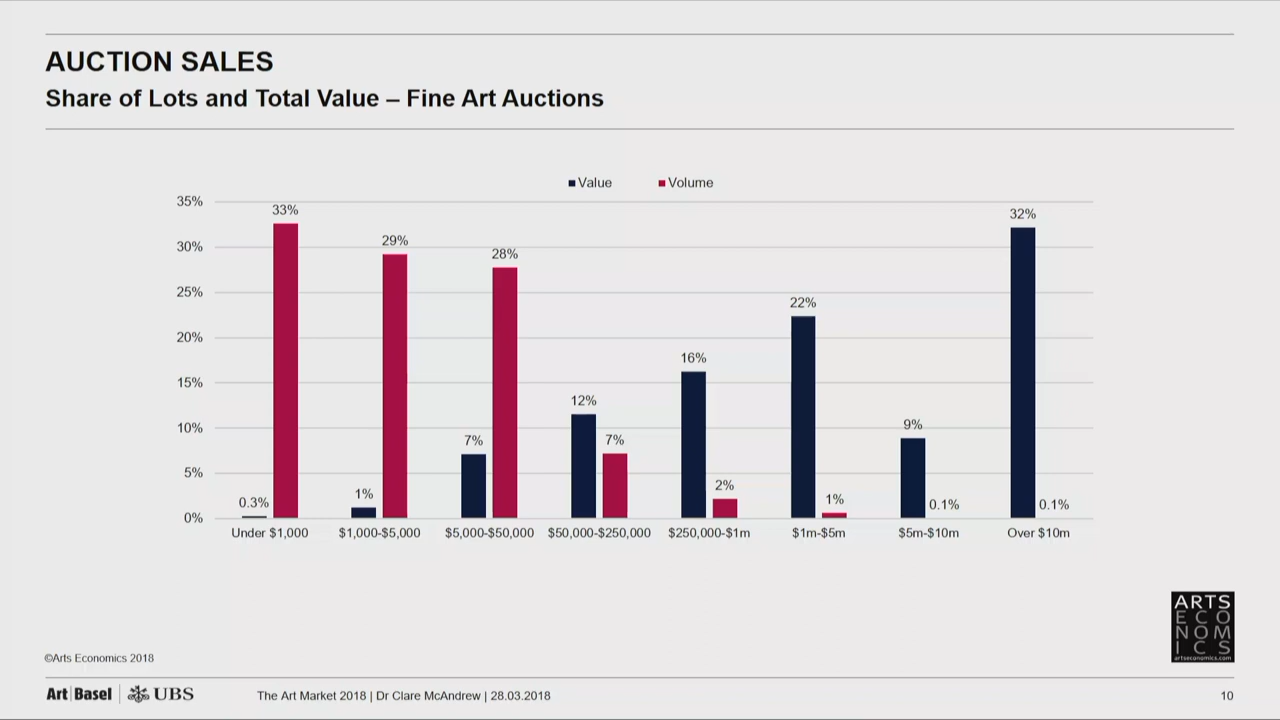 AUCTION SALES
Share of Lots and Total Value – Fine Art Auctions
Value Volume
35%
30%
25%
20%
15%
10%
5%
0%
0.3% 33% 1% 29% 7% 28% 12% 7% 16% 2% 22% 1% 9% 0.1% 32% 0.1%
Under $1,000 $1,000-$5,000 $5,000-$50,000 $50,000-$250,000 $250,000-$1m $1m-$5m $5m-$10m Over $10m
ARTS
ECO
NOM
ICS
artseconomics.com
©Arts Economics 2018
Art Basel UBS The Art Market 2018 | Dr Clare McAndrew | 28.03.2018 10